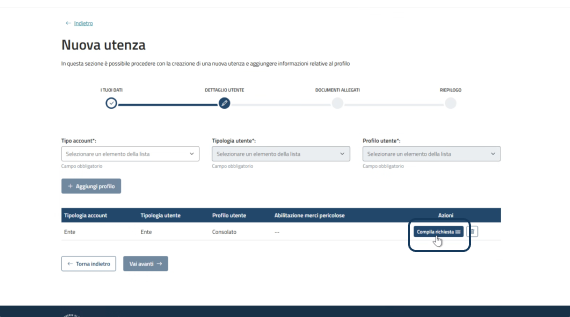 ← Indietro
Nuova utenza
In questa sezione è possibile procedere con la creazione di una nuova utenza e aggiungere informazioni relative al profilo
I TUOI DATI
DETTAGLIO UTENTE
DOCUMENTI ALLEGATI
RIEPILOGO
Tipo account*: Tipologia utente*: Profilo utente*:
Selezionare un elemento della lista Selezionare un elemento della lista Selezionare un elemento della lista
Campo obbligatorio Campo obbligatorio Campo obbligatorio
+ Aggiungi profilo
Tipologia account Tipologia utente Profilo utente Abilitazione merci pericolose Azioni
Ente Ente Consolato -- Compila richiesta
← Torna indietro Vai avanti →